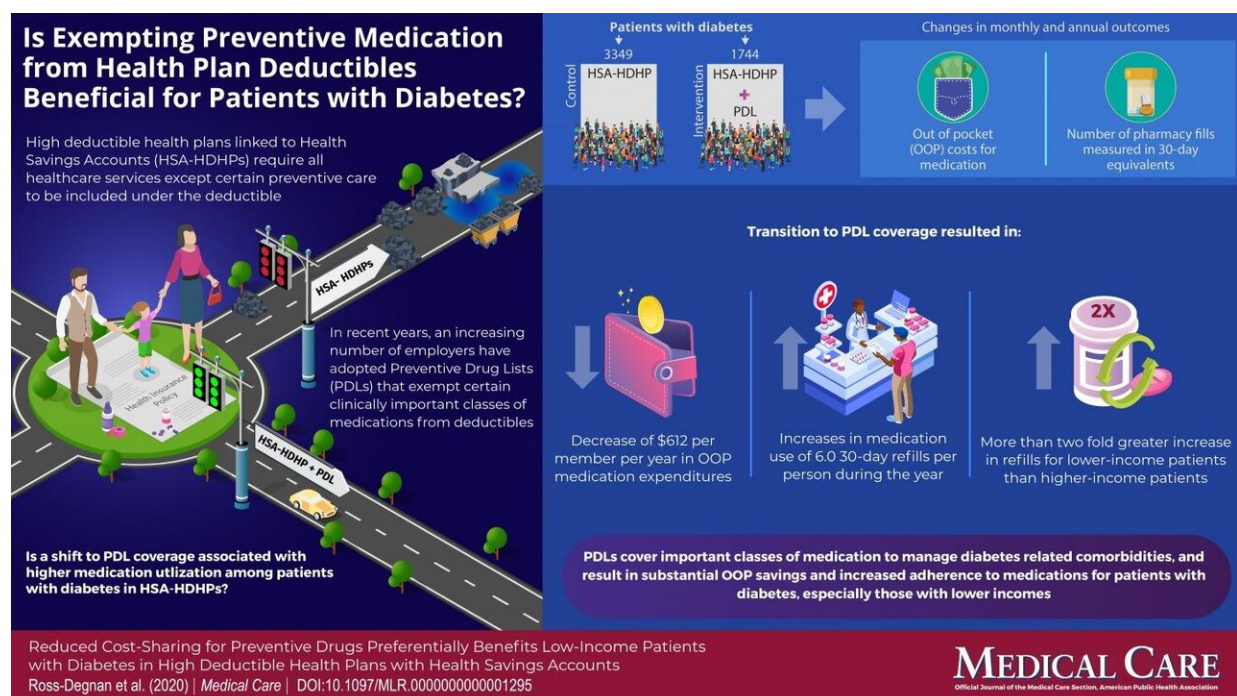 Is Exempting Preventive Medication
from Health Plan Deductibles
Beneficial for Patients with Diabetes?
High deductible health plans linked to Health
Savings Accounts (HSA-HDHPs) require all
healthcare services except certain preventive care
to be included under the deductible
HSA- HDHPs
In recent years, an increasing
number of employers have
adopted Preventive Drug Lists
(PDLs) that exempt certain
clinically important classes of
medications from deductibles
Health Insurance
Policy
HSA-HDHP + PDL
Is a shift to PDL coverage associated with
higher medication utlization among patients
with diabetes in HSA-HDHPs?
Patients with diabetes
3349
1744
Control
HSA-HDHP
Intervention
HSA-HDHP
+
PDL
Changes in monthly and annual outcomes
Out of pocket
(OOP) costs for
medication
Number of pharmacy fills
measured in 30-day
equivalents
Transition to PDL coverage resulted in:
Decrease of $612 per
member per year in OOP
medication expenditures
Increases in medication
use of 6.0 30-day refills per
person during the year
2X
More than two fold greater increase
in refills for lower-income patients
than higher-income patients
PDLs cover important classes of medication to manage diabetes related comorbidities, and
result in substantial OOP savings and increased adherence to medications for patients with
diabetes, especially those with lower incomes
Reduced Cost-Sharing for Preventive Drugs Preferentially Benefits Low-Income Patients
with Diabetes in High Deductible Health Plans with Health Savings Accounts
Ross-Degnan et al. (2020) | Medical Care | DOI:10.1097/MLR.0000000000001295
MEDICAL CARE
Official Journal of the Medical Care Section, American Public Health Association